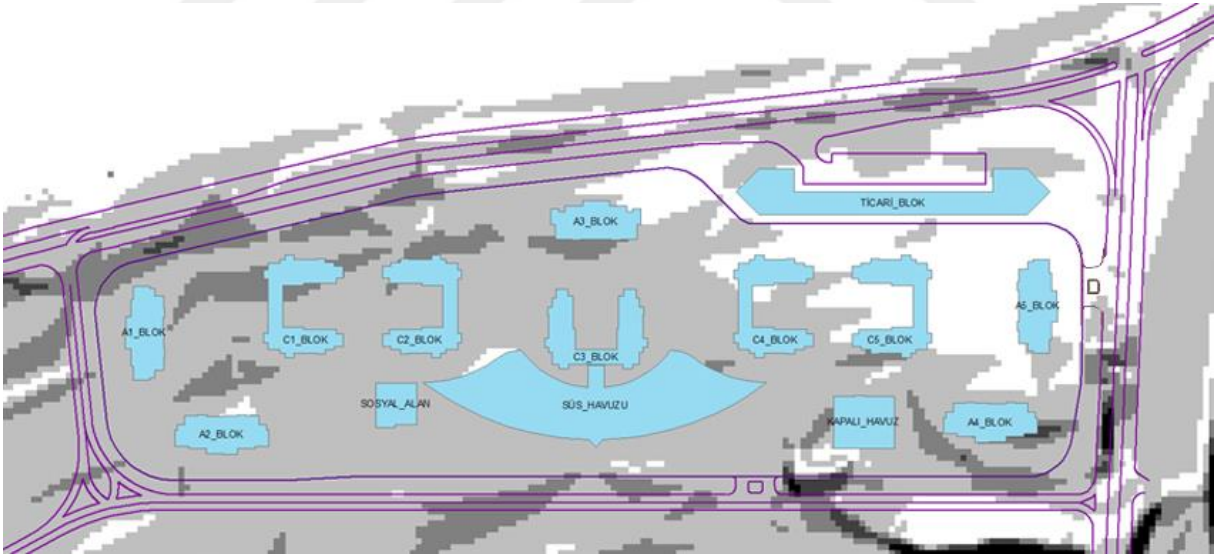 TİCARİ_BLOK
A3_BLOK
A1_BLOK
C1_BLOK
C2_BLOK
C3_BLOK
C4_BLOK
C5_BLOK
A5_BLOK
SOSYAL_ALAN
SÜS_HAVUZU
KAPALI_HAVUZ
A4_BLOK
A2_BLOK